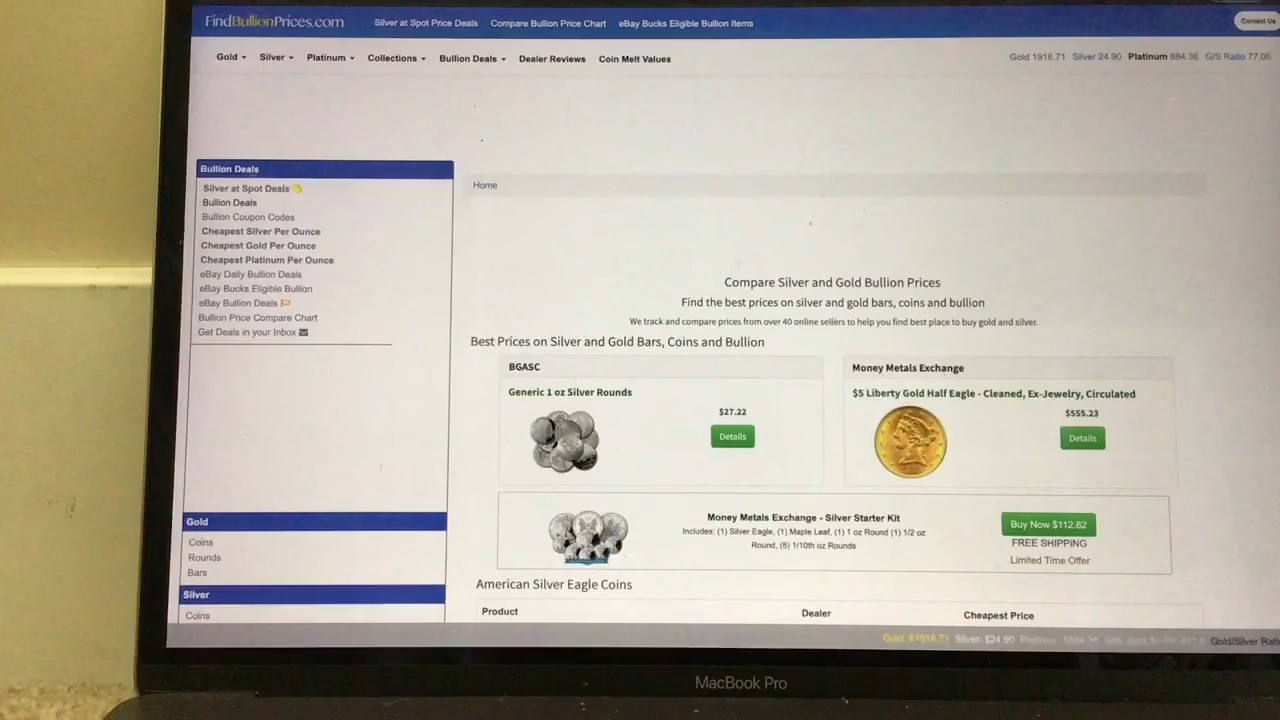 FindBullionPrices.com
Silver at Spot Price Deals Compare Bullion Price Chart eBay Bucks Eligible Bullion Items
Contact Us
Gold Silver Platinum Collections Bullion Deals Dealer Reviews Coin Melt Values
Gold 1918.71 Silver 24.90 Platinum 884.36 G/S Ratio 77.06
Bullion Deals
Silver at Spot Deals
Bullion Deals
Bullion Coupon Codes
Cheapest Silver Per Ounce
Cheapest Gold Per Ounce
Cheapest Platinum Per Ounce
eBay Daily Bullion Deals
eBay Bucks Eligible Bullion
eBay Bullion Deals
Bullion Price Compare Chart
Get Deals in your Inbox
Gold
Coins
Rounds
Bars
Silver
Coins
Home
Compare Silver and Gold Bullion Prices
Find the best prices on silver and gold bars, coins and bullion
We track and compare prices from over 40 online sellers to help you find best place to buy gold and silver.
Best Prices on Silver and Gold Bars, Coins and Bullion
BGASC
Generic 1 oz Silver Rounds
$27.22
Details
Money Metals Exchange
$5 Liberty Gold Half Eagle - Cleaned, Ex-Jewelry, Circulated
$555.23
Details
Money Metals Exchange - Silver Starter Kit
Includes: (1) Silver Eagle, (1) Maple Leaf, (1) 1 oz Round (1) 1/2 oz
Round, (5) 1/10th oz Rounds
Buy Now $112.82
FREE SHIPPING
Limited Time Offer
American Silver Eagle Coins
Product Dealer Cheapest Price
Gold: $1918.71 Silver: $24.90 Gold/Silver
MacBook Pro